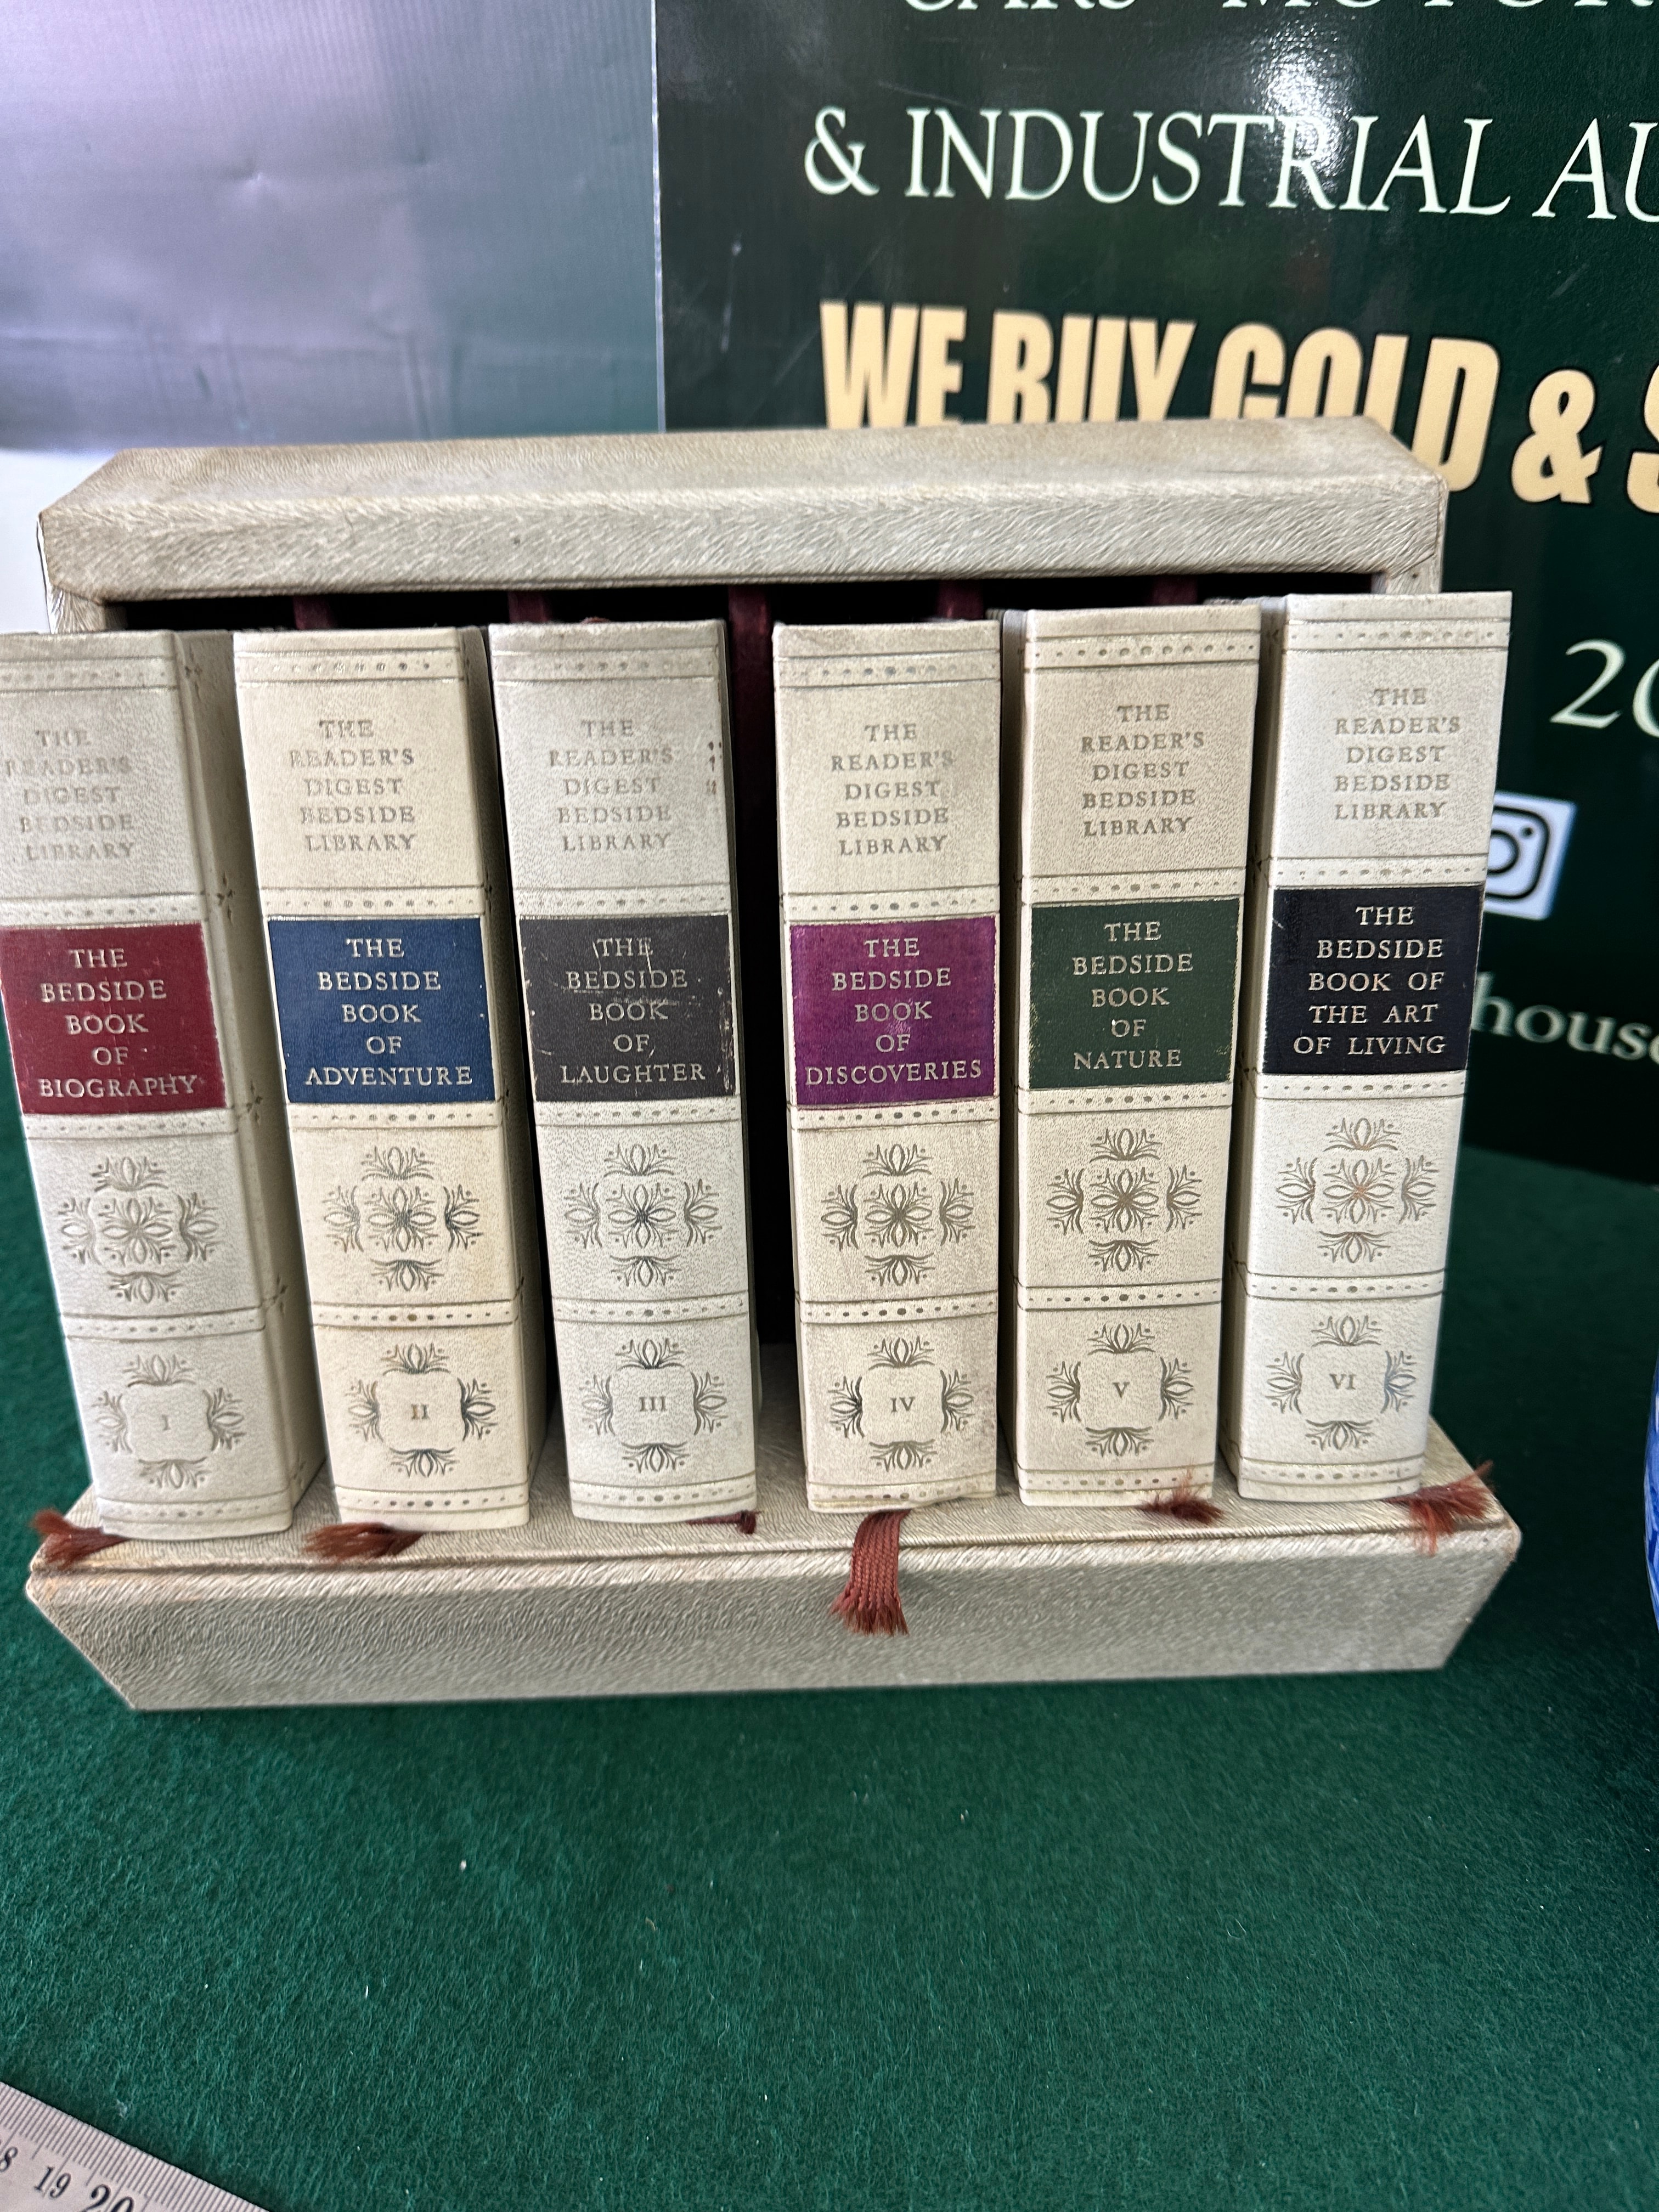 & INDUSTRIAL
WE BUY GOLD &
THE
READER'S
DIGEST
BEDSIDE
LIBRARY
THE
BEDSIDE
BOOK
OF
BIOGRAPHY
I
THE
READER'S
DIGEST
BEDSIDE
LIBRARY
THE
BEDSIDE
BOOK
OF
ADVENTURE
II
THE
READER'S
DIGEST
BEDSIDE
LIBRARY
THE
BEDSIDE
BOOK
OF
LAUGHTER
III
THE
READER'S
DIGEST
BEDSIDE
LIBRARY
THE
BEDSIDE
BOOK
OF
DISCOVERIES
IV
THE
READER'S
DIGEST
BEDSIDE
LIBRARY
THE
BEDSIDE
BOOK
OF
NATURE
V
THE
READER'S
DIGEST
BEDSIDE
LIBRARY
THE
BEDSIDE
BOOK OF
THE ART
OF LIVING
VI
19 20